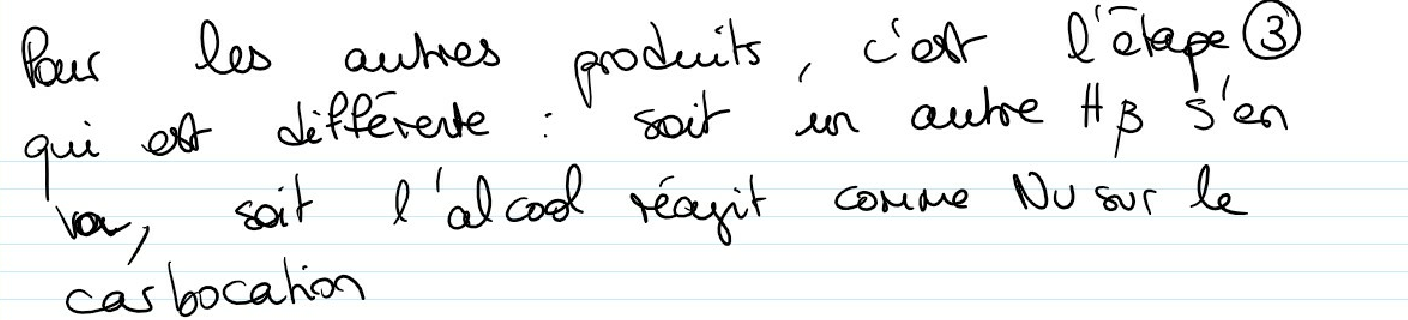 Pour les autres produits, c'est l'étape ③
qui est différente : soit un autre Hβ s'en
va, soit l'alcool réagit comme Nu sur le
carbocation